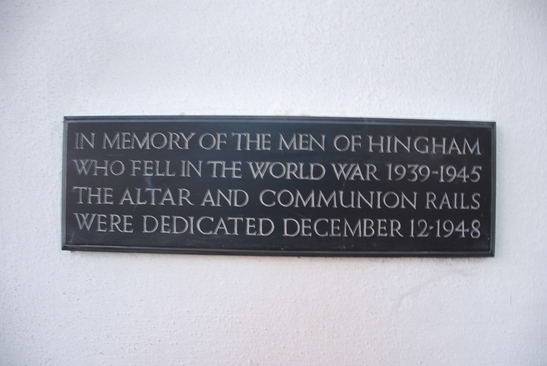 IN MEMORY OF THE MEN OF HINGHAM
WHO FELL IN THE WORLD WAR 1939-1945
THE ALTAR AND COMMUNION RAILS
WERE DEDICATED DECEMBER 12-1948